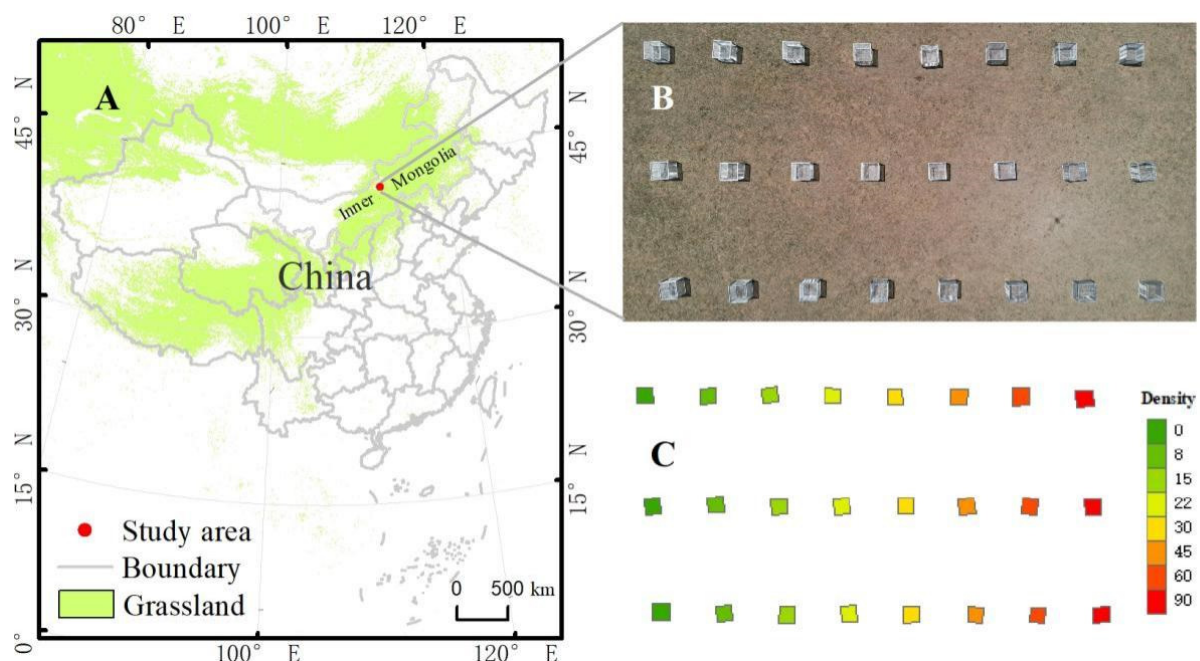 80° E 100° E 120° E
A
B
45° N
45° N
Mongolia
Inner
China
30° N
30° N
Density
0
8
C
15
22
30
45
60
90
15° N
15° N
Study area
Boundary
Grassland
0 500 km
0°
100° E 120° E